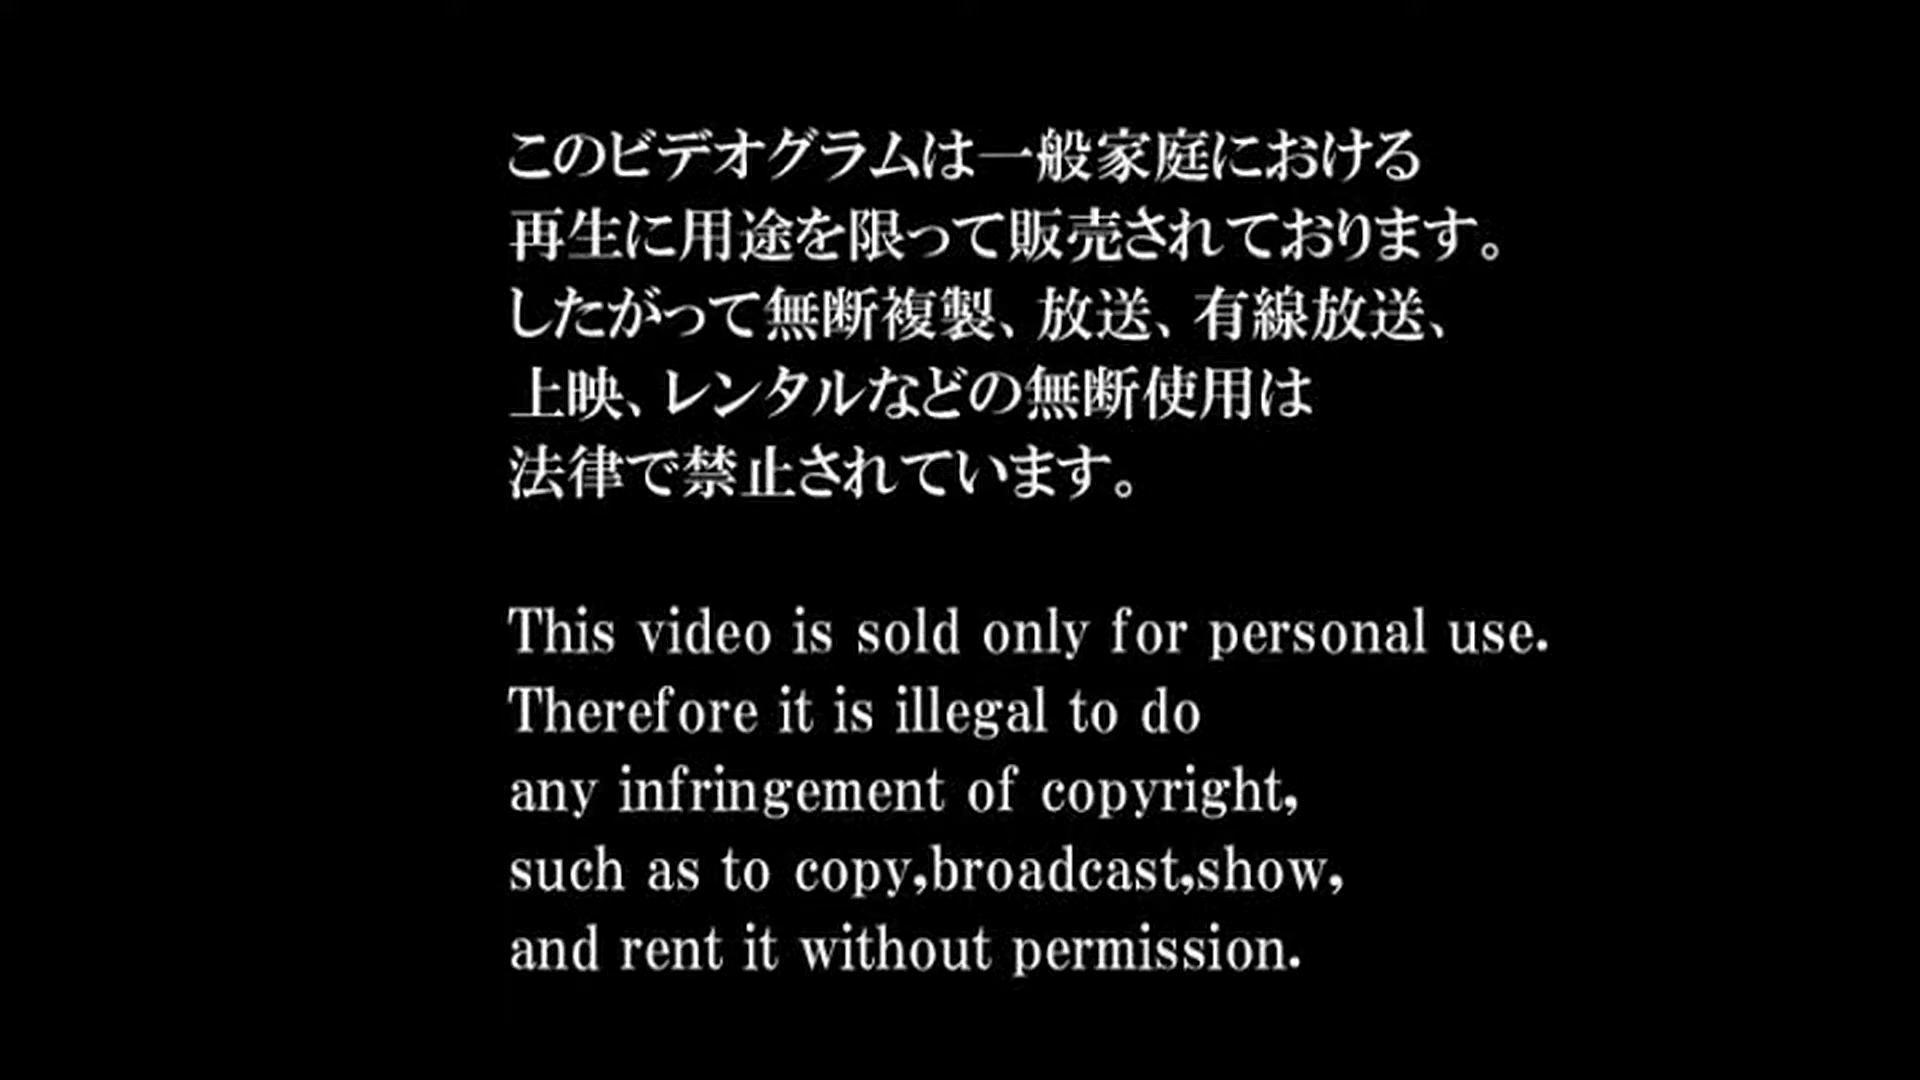 このビデオグラムは一般家庭における
再生に用途を限って販売されております。
したがって無断複製、放送、有線放送、
上映、レンタルなどの無断使用は
法律で禁止されています。
This video is sold only for personal use.
Therefore it is illegal to do
any infringement of copyright,
such as to copy,broadcast,show,
and rent it without permission.